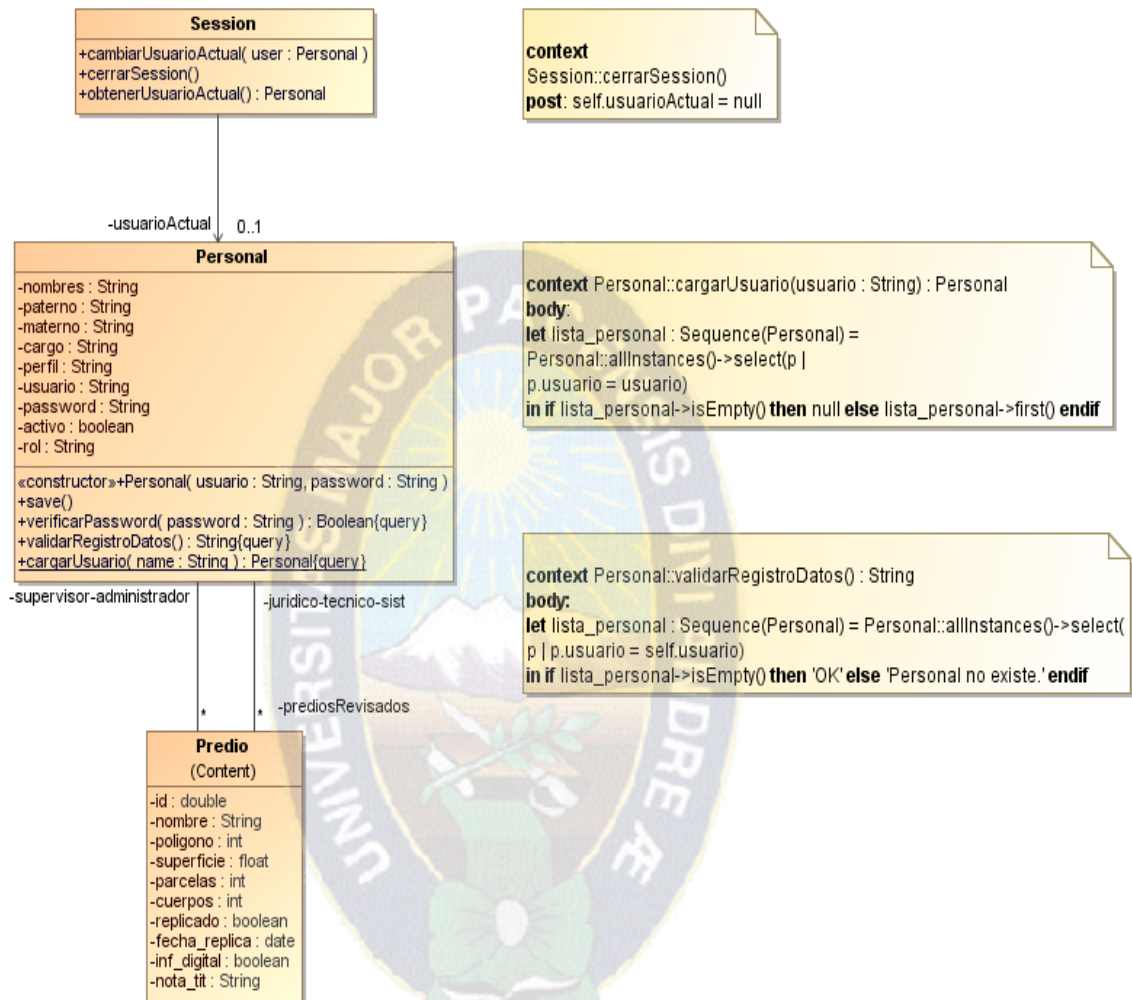 Session
+cambiarUsuarioActual( user : Personal )
+cerrarSession()
+obtenerUsuarioActual() : Personal
context
Session::cerrarSession()
post: self.usuarioActual = null
-usuarioActual
0..1
Personal
-nombres : String
-paterno : String
-materno : String
-cargo : String
-perfil : String
-usuario : String
-password : String
-activo : boolean
-rol : String
«constructor»+Personal( usuario : String, password : String )
+save()
+verificarPassword( password : String ) : Boolean{query}
+validarRegistroDatos() : String{query}
+cargarUsuario( name : String ) : Personal{query}
context Personal::cargarUsuario(usuario : String) : Personal
body:
let lista_personal : Sequence(Personal) =
Personal::allInstances()->select(p |
p.usuario = usuario)
in if lista_personal->isEmpty() then null else lista_personal->first() endif
context Personal::validarRegistroDatos() : String
body:
let lista_personal : Sequence(Personal) = Personal::allInstances()->select(
p | p.usuario = self.usuario)
in if lista_personal->isEmpty() then 'OK' else 'Personal no existe.' endif
-supervisor-administrador
-juridico-tecnico-sist
*
*
-prediosRevisados
Predio
(Content)
-id : double
-nombre : String
-poligono : int
-superficie : float
-parcelas : int
-cuerpos : int
-replicado : boolean
-fecha_replica : date
-inf_digital : boolean
-nota_tit : String
UNIVERSITAS MAJOR PACENSIS DIVI ANDRE Æ